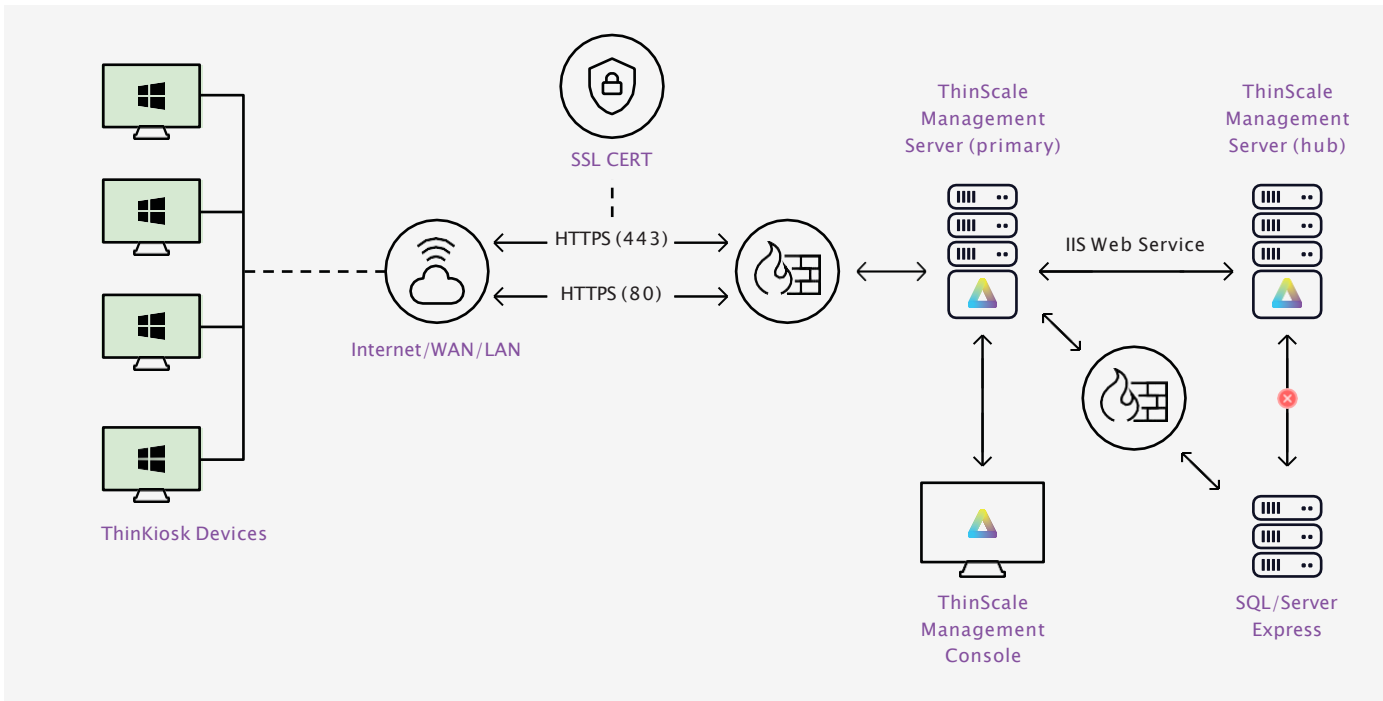 ThinScale
Management
Server (primary)
ThinScale
Management
Server (hub)
SSL CERT
HTTPS (443)
IIS Web Service
HTTPS (80)
Internet/WAN/LAN
ThinKiosk Devices
ThinScale
Management
Console
SQL/Server
Express